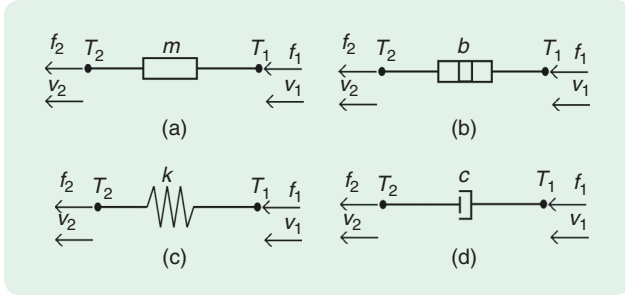 f2 T2 m T1 f1
v2 v1
(a)
f2 T2 b T1 f1
v2 v1
(b)
f2 T2 k T1 f1
v2 v1
(c)
f2 T2 c T1 f1
v2 v1
(d)